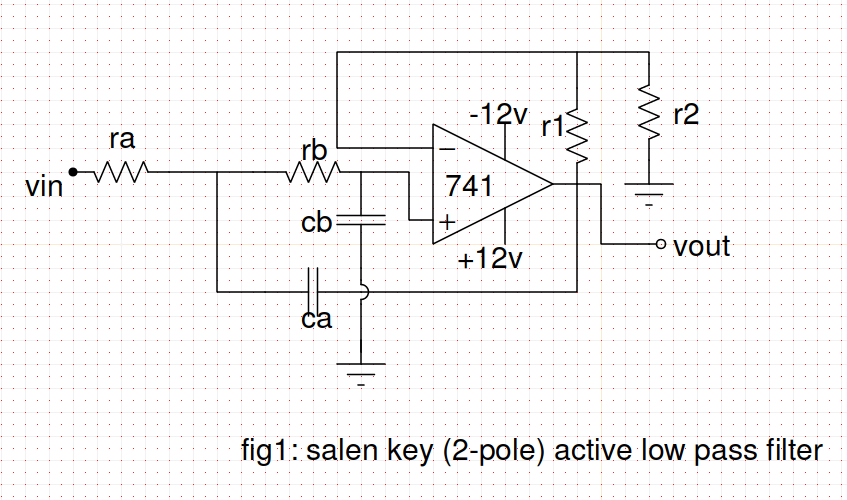 -12v
r1
r2
ra
rb
vin
741
−
+
cb
vout
+12v
ca
fig1: salen key (2-pole) active low pass filter